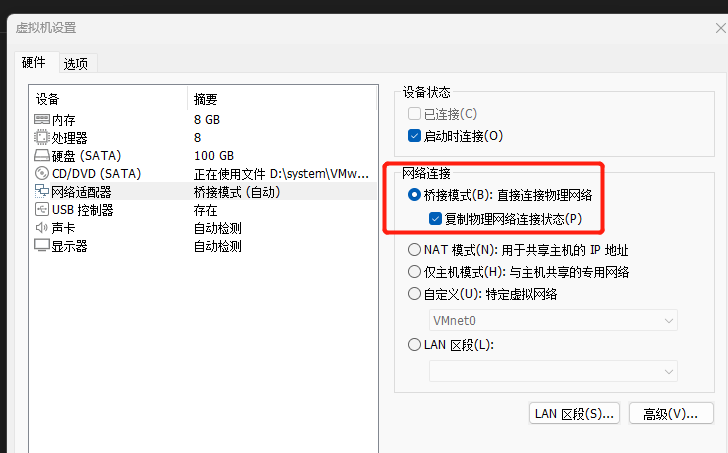 虚拟机设置
硬件 选项
设备 摘要
内存 8 GB
处理器 8
硬盘 (SATA) 100 GB
CD/DVD (SATA) 正在使用文件 D:\system\VMw...
网络适配器 桥接模式 (自动)
USB 控制器 存在
声卡 自动检测
显示器 自动检测
设备状态
已连接(C)
启动时连接(O)
网络连接
桥接模式(B): 直接连接物理网络
复制物理网络连接状态(P)
NAT 模式(N): 用于共享主机的 IP 地址
仅主机模式(H): 与主机共享的专用网络
自定义(U): 特定虚拟网络
VMnet0
LAN 区段(L):
LAN 区段(S)... 高级(V)...